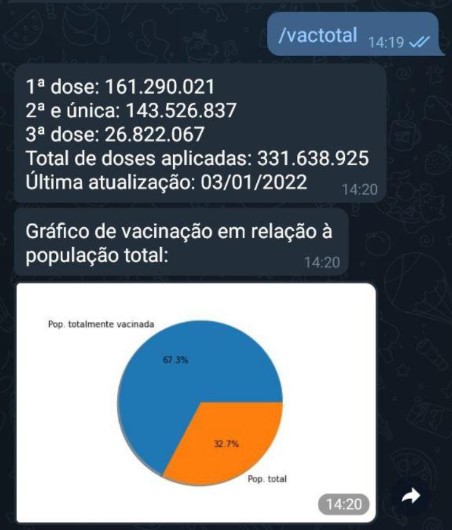 /vactotal
14:19
1ª dose: 161.290.021
2ª e única: 143.526.837
3ª dose: 26.822.067
Total de doses aplicadas: 331.638.925
Última atualização: 03/01/2022
14:20
Gráfico de vacinação em relação à
população total:
14:20
Pop. totalmente vacinada
67.3%
32.7%
Pop. total
14:20